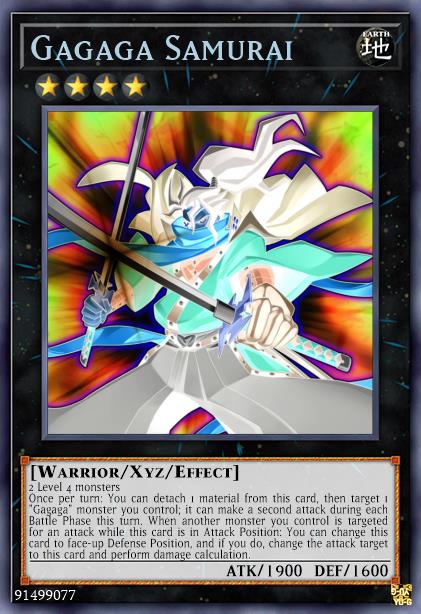 Gagaga Samurai
EARTH
地
[Warrior/Xyz/Effect]
2 Level 4 monsters
Once per turn: You can detach 1 material from this card, then target 1
"Gagaga" monster you control; it can make a second attack during each
Battle Phase this turn. When another monster you control is targeted
for an attack while this card is in Attack Position: You can change this
card to face-up Defense Position, and if you do, change the attack target
to this card and perform damage calculation.
ATK/1900 DEF/1600
91499077